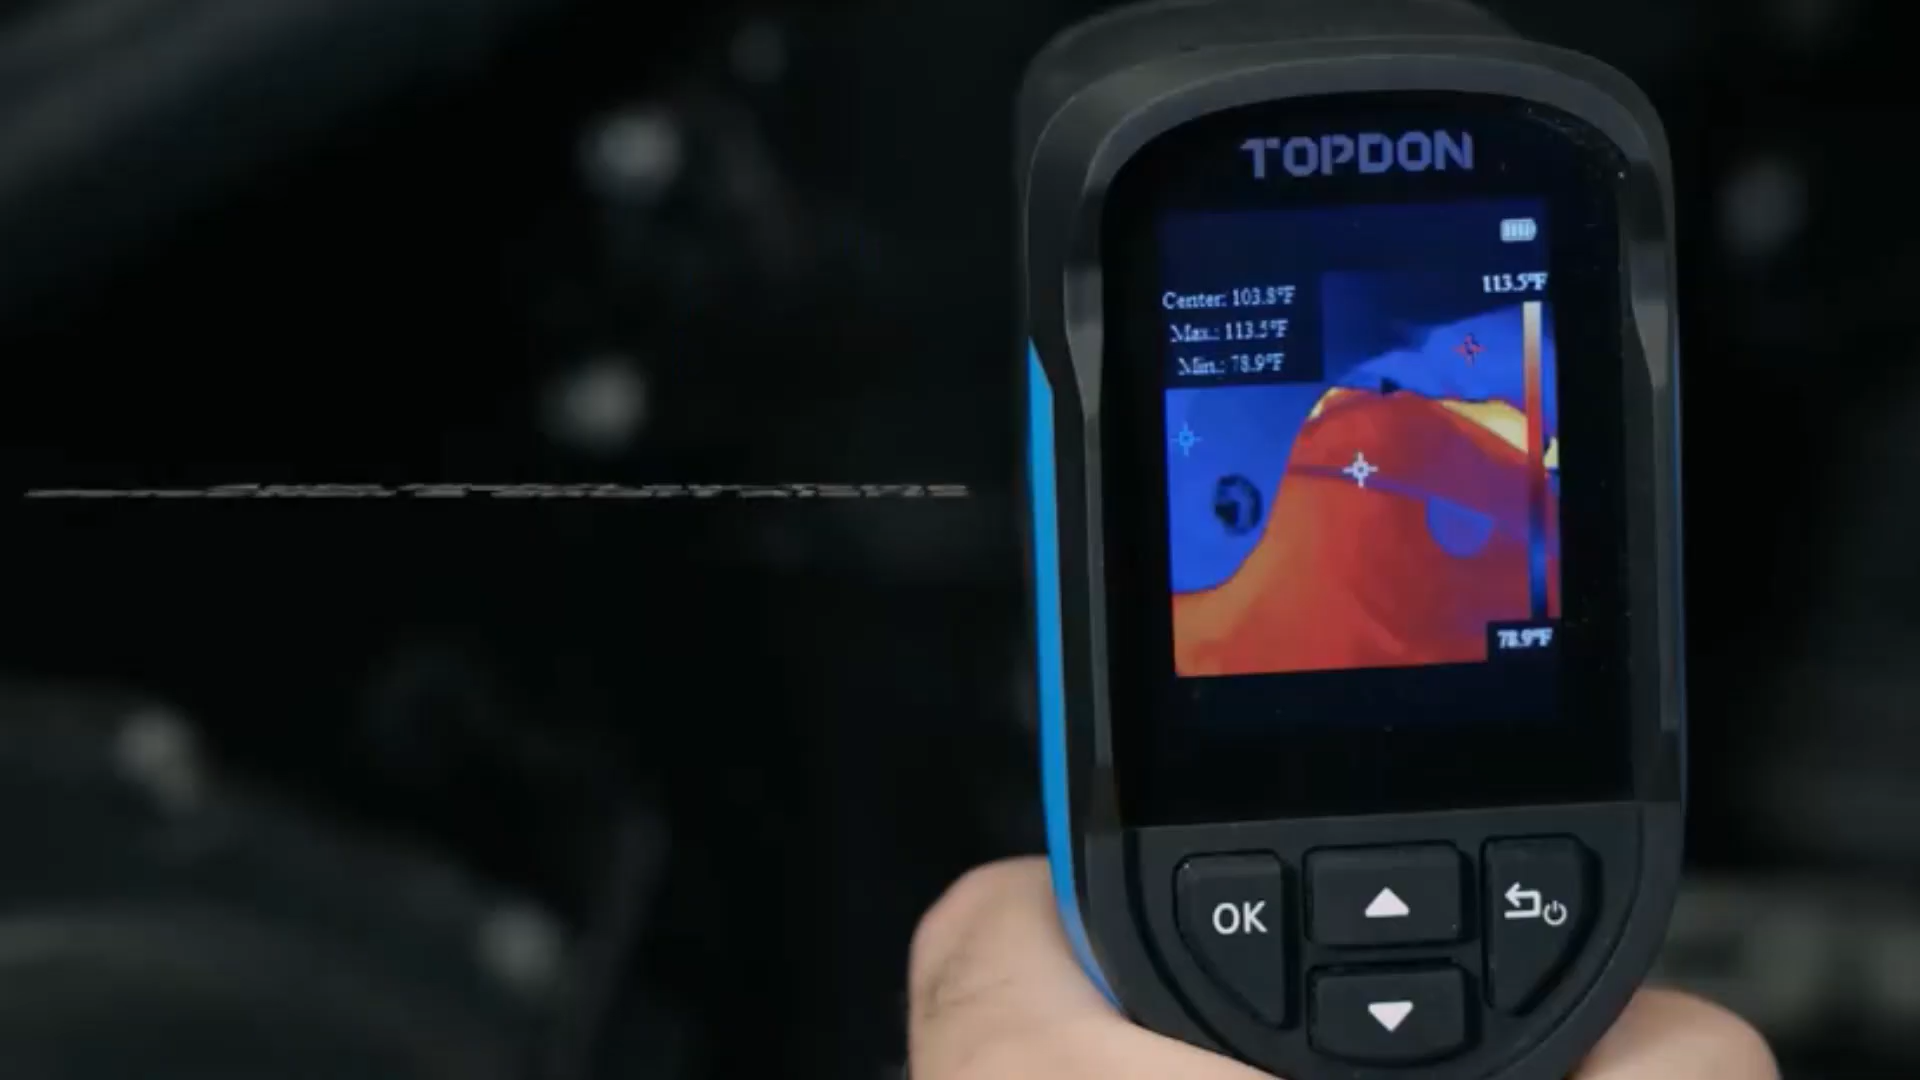 TOPDON
113.5°F
Center: 103.8°F
Max.: 113.5°F
Min.: 78.9°F
78.9°F
OK